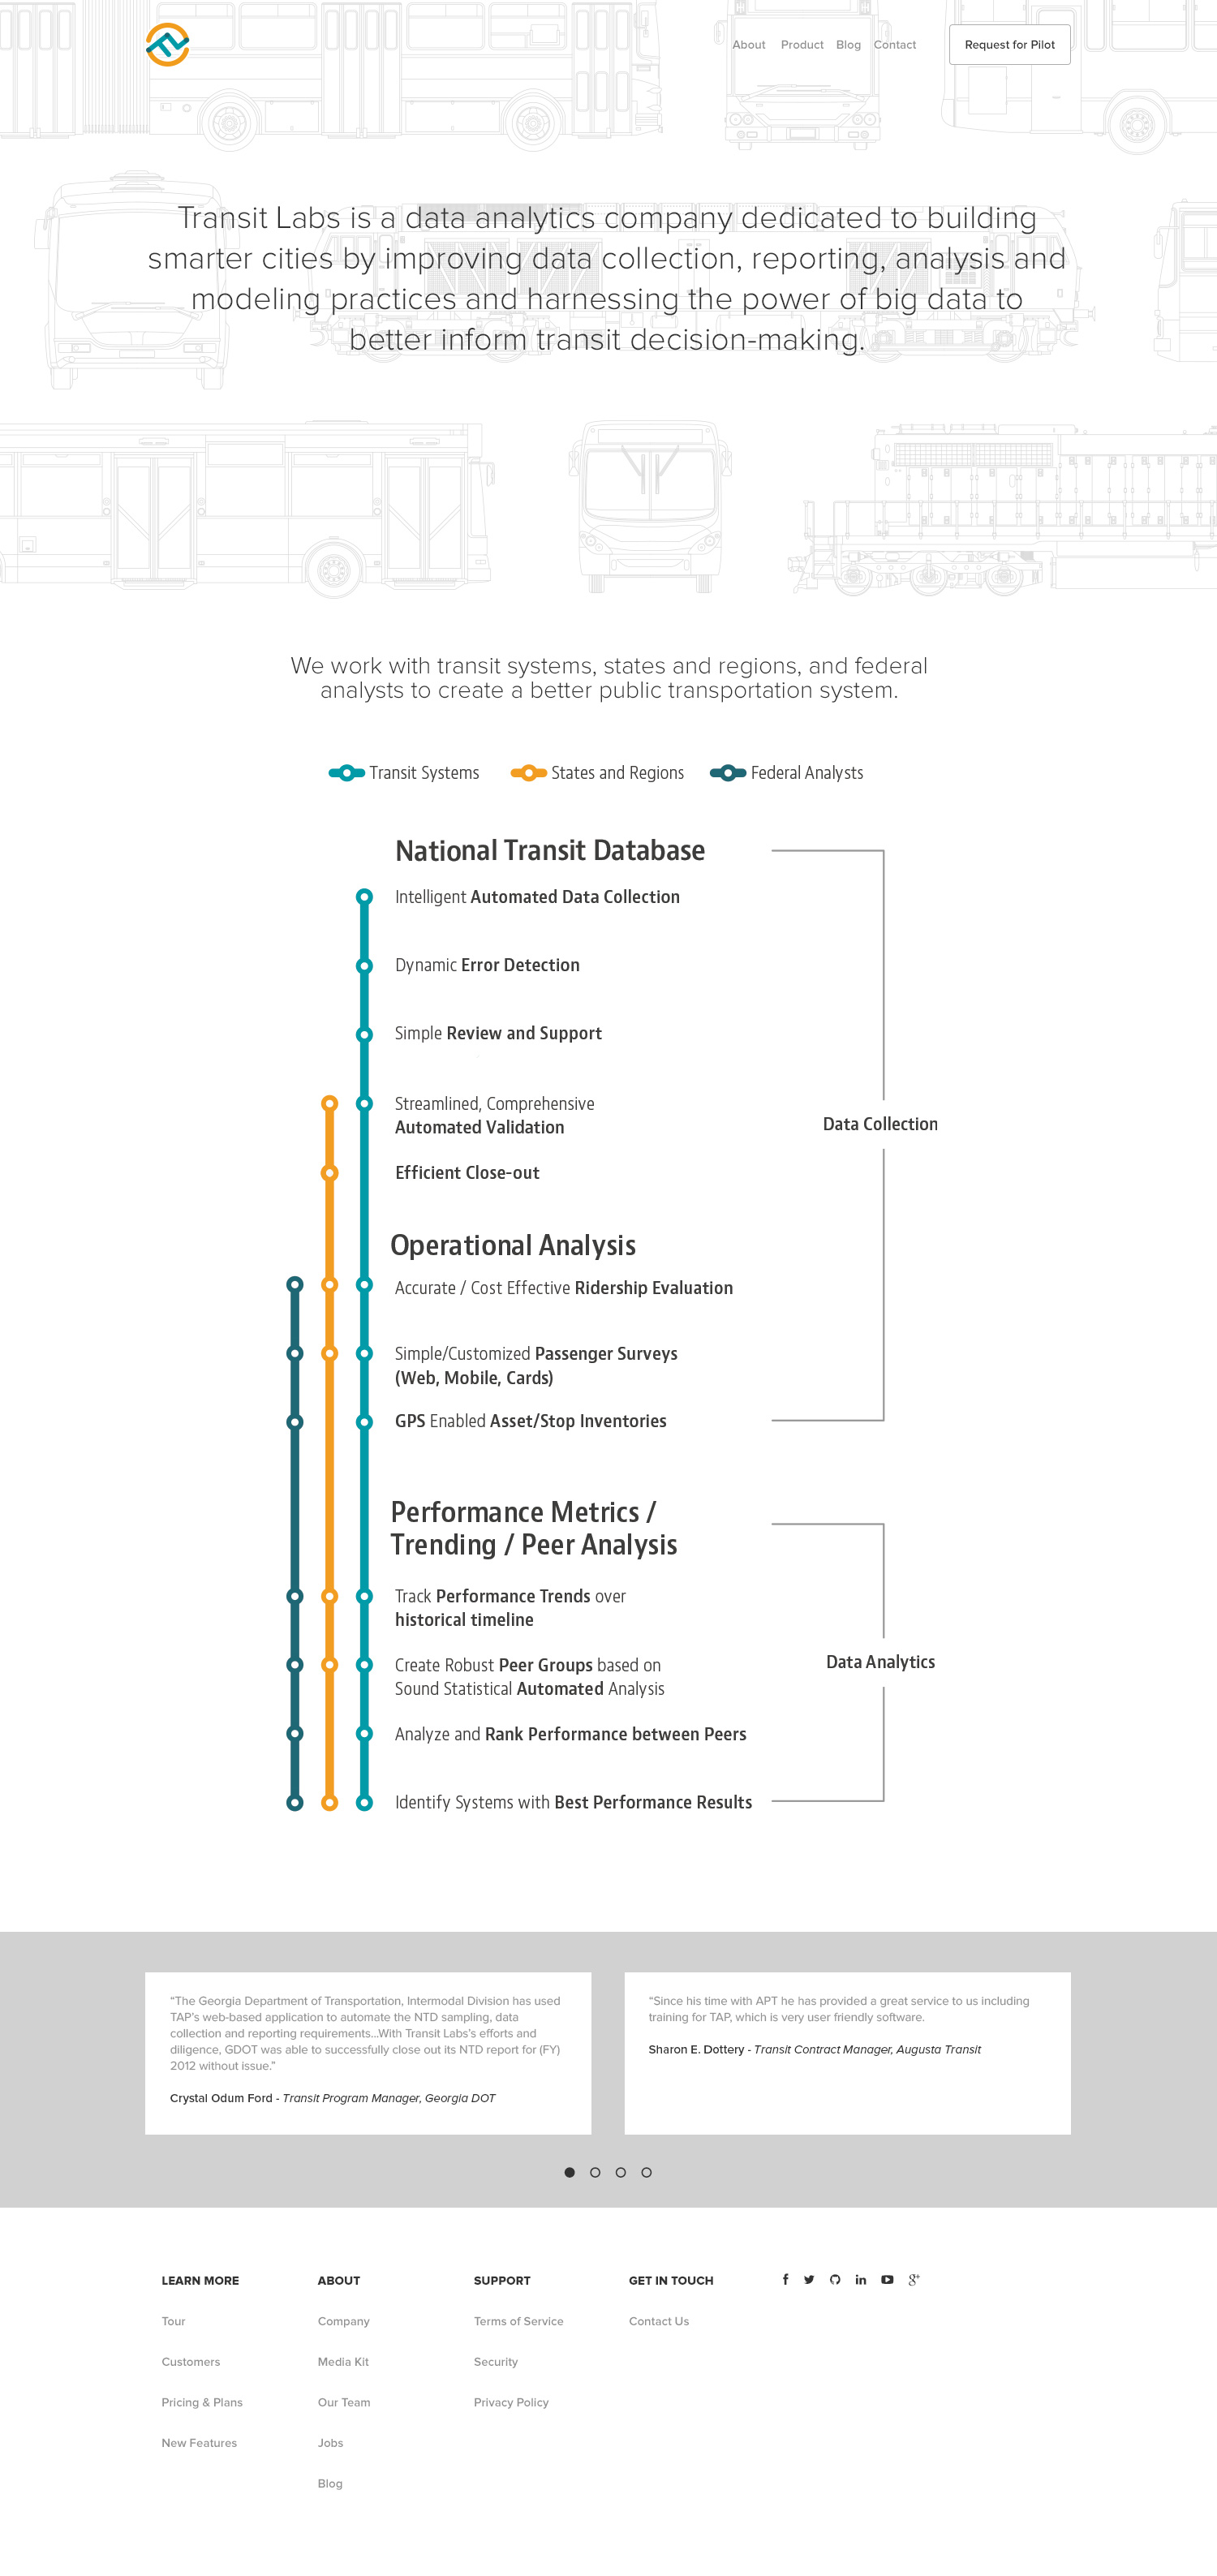 About Product Blog Contact Request for Pilot
Transit Labs is a data analytics company dedicated to building
smarter cities by improving data collection, reporting, analysis and
modeling practices and harnessing the power of big data to
better inform transit decision-making.
We work with transit systems, states and regions, and federal
analysts to create a better public transportation system.
Transit Systems States and Regions Federal Analysts
National Transit Database
Intelligent Automated Data Collection
Dynamic Error Detection
Simple Review and Support
Streamlined, Comprehensive
Automated Validation
Data Collection
Efficient Close-out
Operational Analysis
Accurate / Cost Effective Ridership Evaluation
Simple/Customized Passenger Surveys
(Web, Mobile, Cards)
GPS Enabled Asset/Stop Inventories
Performance Metrics /
Trending / Peer Analysis
Track Performance Trends over
historical timeline
Data Analytics
Create Robust Peer Groups based on
Sound Statistical Automated Analysis
Analyze and Rank Performance between Peers
Identify Systems with Best Performance Results
“The Georgia Department of Transportation, Intermodal Division has used
TAP’s web-based application to automate the NTD sampling, data
collection and reporting requirements...With Transit Labs’s efforts and
diligence, GDOT was able to successfully close out its NTD report for (FY)
2012 without issue.”
Crystal Odum Ford - Transit Program Manager, Georgia DOT
“Since his time with APT he has provided a great service to us including
training for TAP, which is very user friendly software.
Sharon E. Dottery - Transit Contract Manager, Augusta Transit
LEARN MORE
Tour
Customers
Pricing & Plans
New Features
ABOUT
Company
Media Kit
Our Team
Jobs
Blog
SUPPORT
Terms of Service
Security
Privacy Policy
GET IN TOUCH
Contact Us